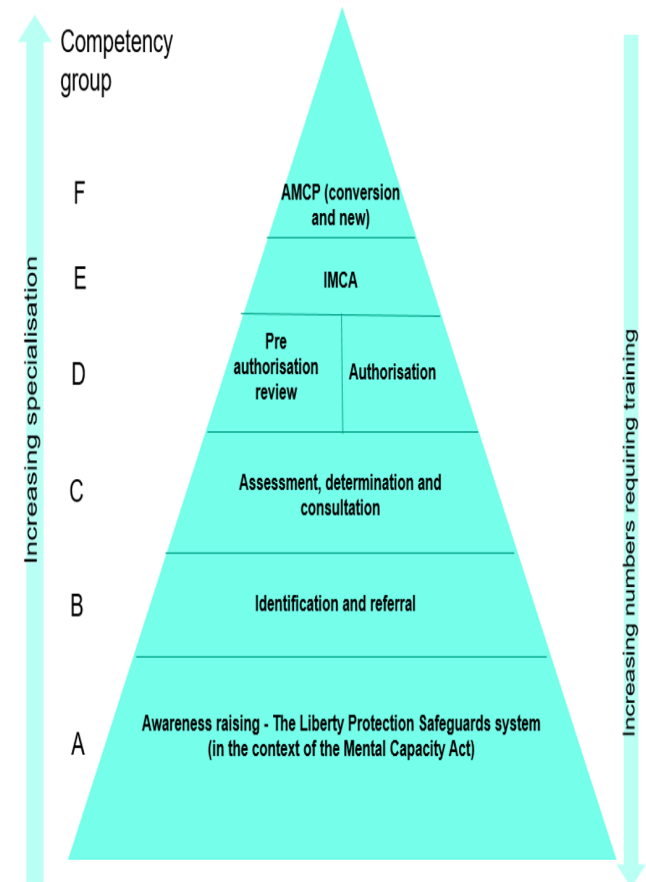 Competency
group
F
AMCP (conversion
and new)
E
IMCA
D
Pre
authorisation
review
Authorisation
C
Assessment, determination and
consultation
B
Identification and referral
A
Awareness raising - The Liberty Protection Safeguards system
(in the context of the Mental Capacity Act)
Increasing specialisation
Increasing numbers requiring training